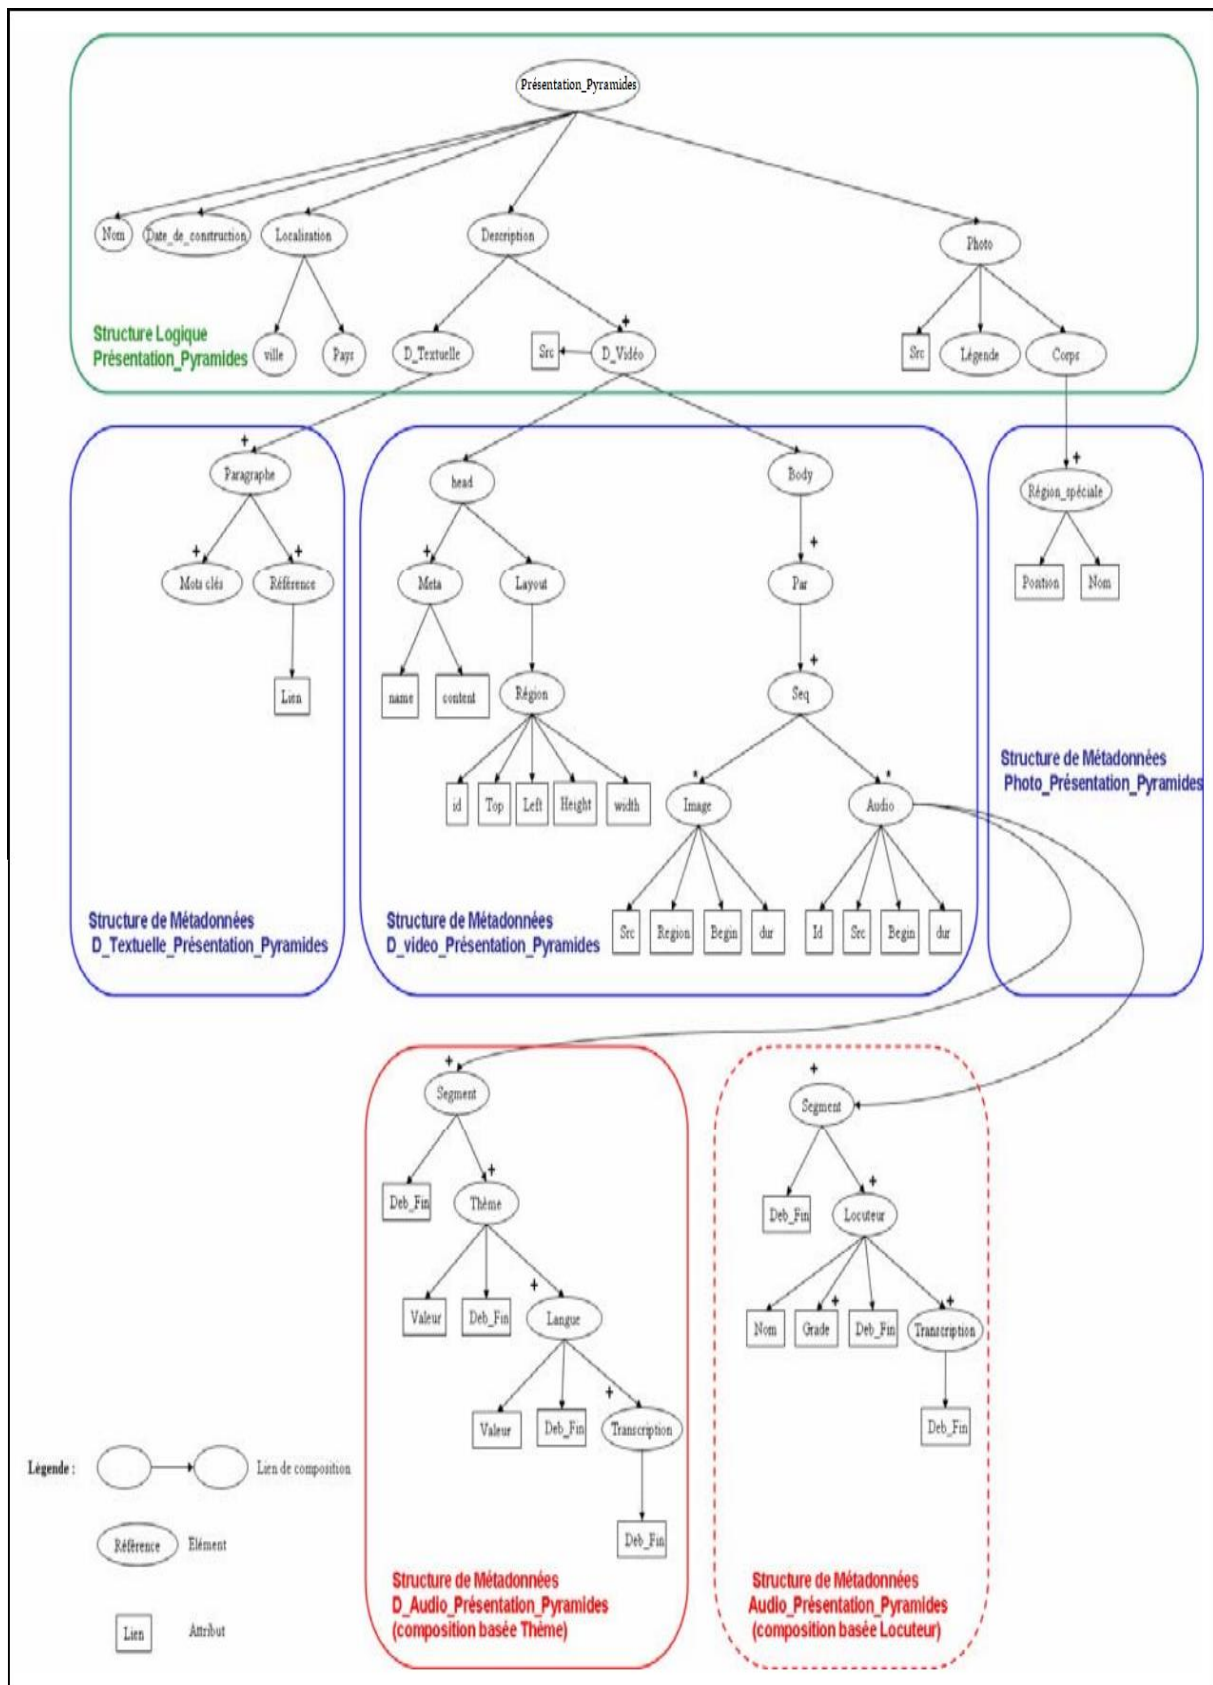 Présentation_Pyramides
Nom
Date_de_construction
Localisation
Description
Photo
Structure Logique
Présentation_Pyramides
ville
Pays
D_Textuelle
Src
+
D_Vidéo
Src
Légende
Corps
+
Paragraphe
head
Body
+
Région_spéciale
+
Mots clés
+
Référence
+
Meta
Layout
+
Par
Position
Nom
Lien
name
content
Région
+
Seq
Structure de Métadonnées
Photo_Présentation_Pyramides
id
Top
Left
Height
width
*
Image
*
Audio
Structure de Métadonnées
D_Textuelle_Présentation_Pyramides
Structure de Métadonnées
D_video_Présentation_Pyramides
Src
Region
Begin
dur
Id
Src
Begin
dur
+
Segment
+
Segment
Deb_Fin
+
Thème
Deb_Fin
+
Locuteur
Valeur
Deb_Fin
+
Langue
Nom
+
Grade
Deb_Fin
+
Transcription
Valeur
Deb_Fin
+
Transcription
Deb_Fin
Légende :
Lien de composition
Référence
Elément
Deb_Fin
Lien
Attribut
Structure de Métadonnées
D_Audio_Présentation_Pyramides
(composition basée Thème)
Structure de Métadonnées
Audio_Présentation_Pyramides
(composition basée Locuteur)